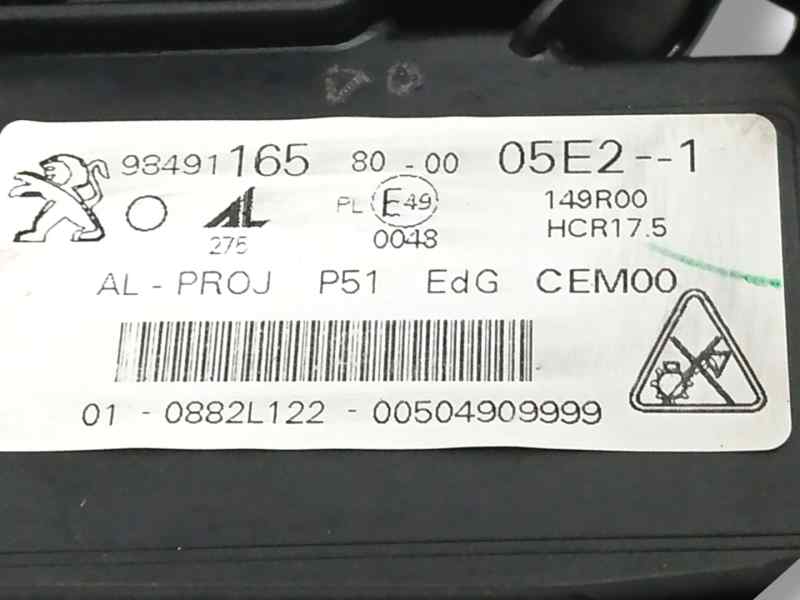 98491165 80-00 05E2--1
AL PL E49 149R00
275 0048 HCR17.5
AL-PROJ P51 EdG CEM00
01-0882L122-00504909999